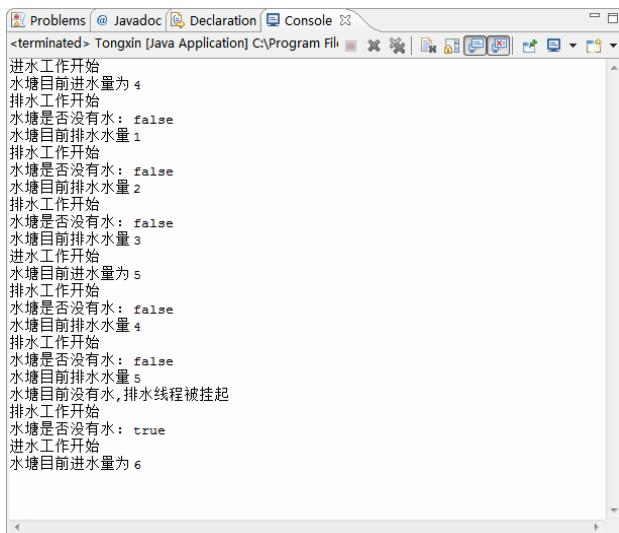 Problems @ Javadoc Declaration Console
<terminated> Tongxin [Java Application] C:\Program File
进水工作开始
水塘目前进水量为 4
排水工作开始
水塘是否没有水: false
水塘目前排水水量 1
排水工作开始
水塘是否没有水: false
水塘目前排水水量 2
排水工作开始
水塘是否没有水: false
水塘目前排水水量 3
进水工作开始
水塘目前进水量为 5
排水工作开始
水塘是否没有水: false
水塘目前排水水量 4
排水工作开始
水塘是否没有水: false
水塘目前排水水量 5
水塘目前没有水,排水线程被挂起
排水工作开始
水塘是否没有水: true
进水工作开始
水塘目前进水量为 6